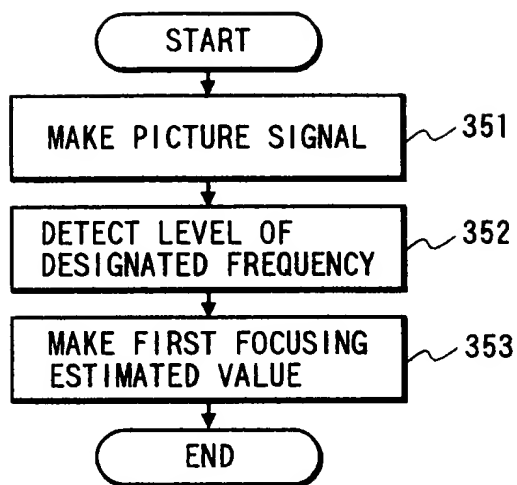 START
MAKE PICTURE SIGNAL
351
DETECT LEVEL OF
DESIGNATED FREQUENCY
352
MAKE FIRST FOCUSING
ESTIMATED VALUE
353
END